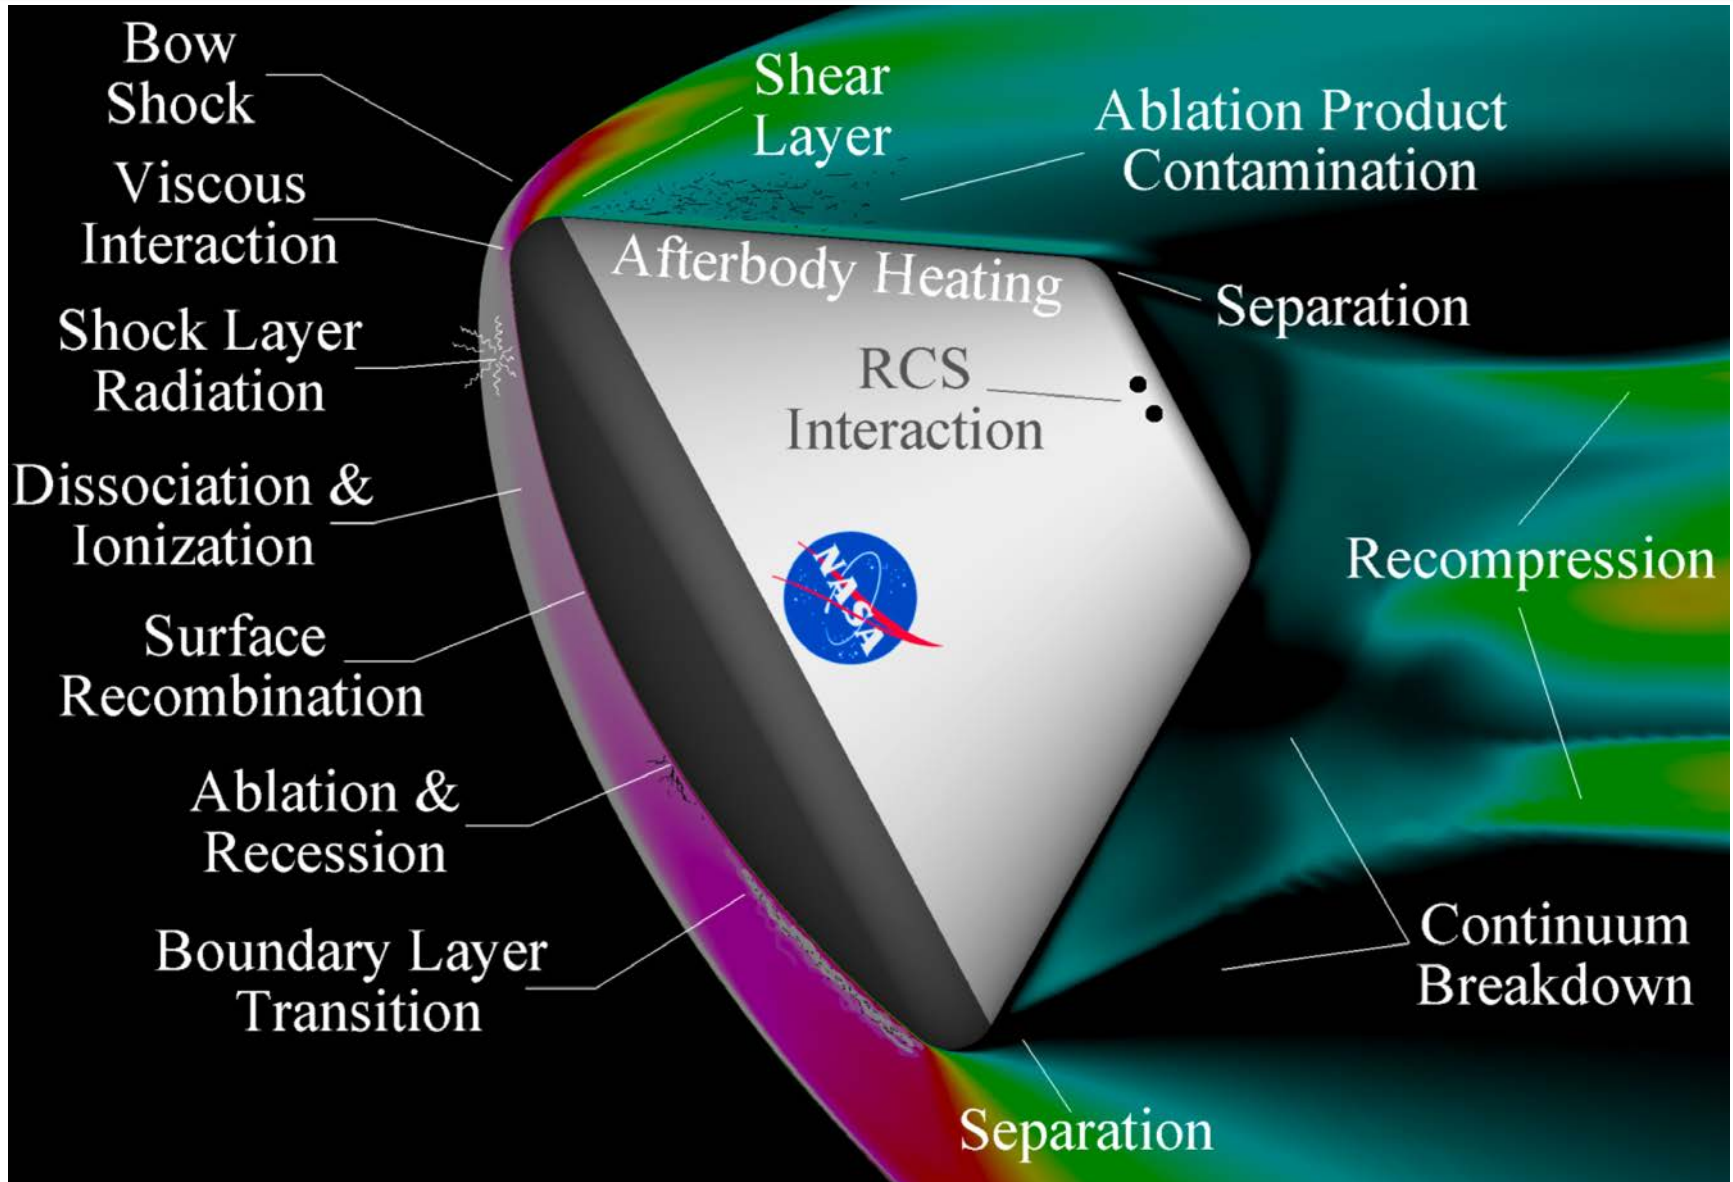 Bow
Shock
Viscous
Interaction
Shock Layer
Radiation
Dissociation &
Ionization
Surface
Recombination
Ablation &
Recession
Boundary Layer
Transition
Shear
Layer
Ablation Product
Contamination
Afterbody Heating
Separation
RCS
Interaction
NASA
Recompression
Continuum
Breakdown
Separation